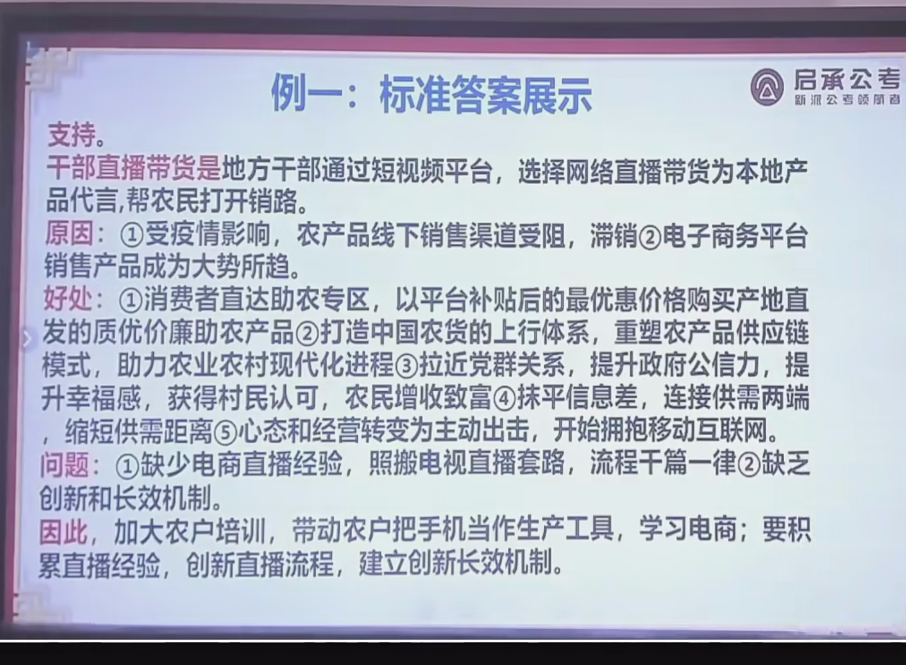 例一：标准答案展示
启承公考
新派公考领航者
支持。
干部直播带货是地方干部通过短视频平台，选择网络直播带货为本地产
品代言,帮农民打开销路。
原因：①受疫情影响，农产品线下销售渠道受阻，滞销②电子商务平台
销售产品成为大势所趋。
好处：①消费者直达助农专区，以平台补贴后的最优惠价格购买产地直
发的质优价廉助农产品②打造中国农货的上行体系，重塑农产品供应链
模式，助力农业农村现代化进程③拉近党群关系，提升政府公信力，提
升幸福感，获得村民认可，农民增收致富④抹平信息差，连接供需两端
，缩短供需距离⑤心态和经营转变为主动出击，开始拥抱移动互联网。
问题：①缺少电商直播经验，照搬电视直播套路，流程千篇一律②缺乏
创新和长效机制。
因此，加大农户培训，带动农户把手机当作生产工具，学习电商；要积
累直播经验，创新直播流程，建立创新长效机制。